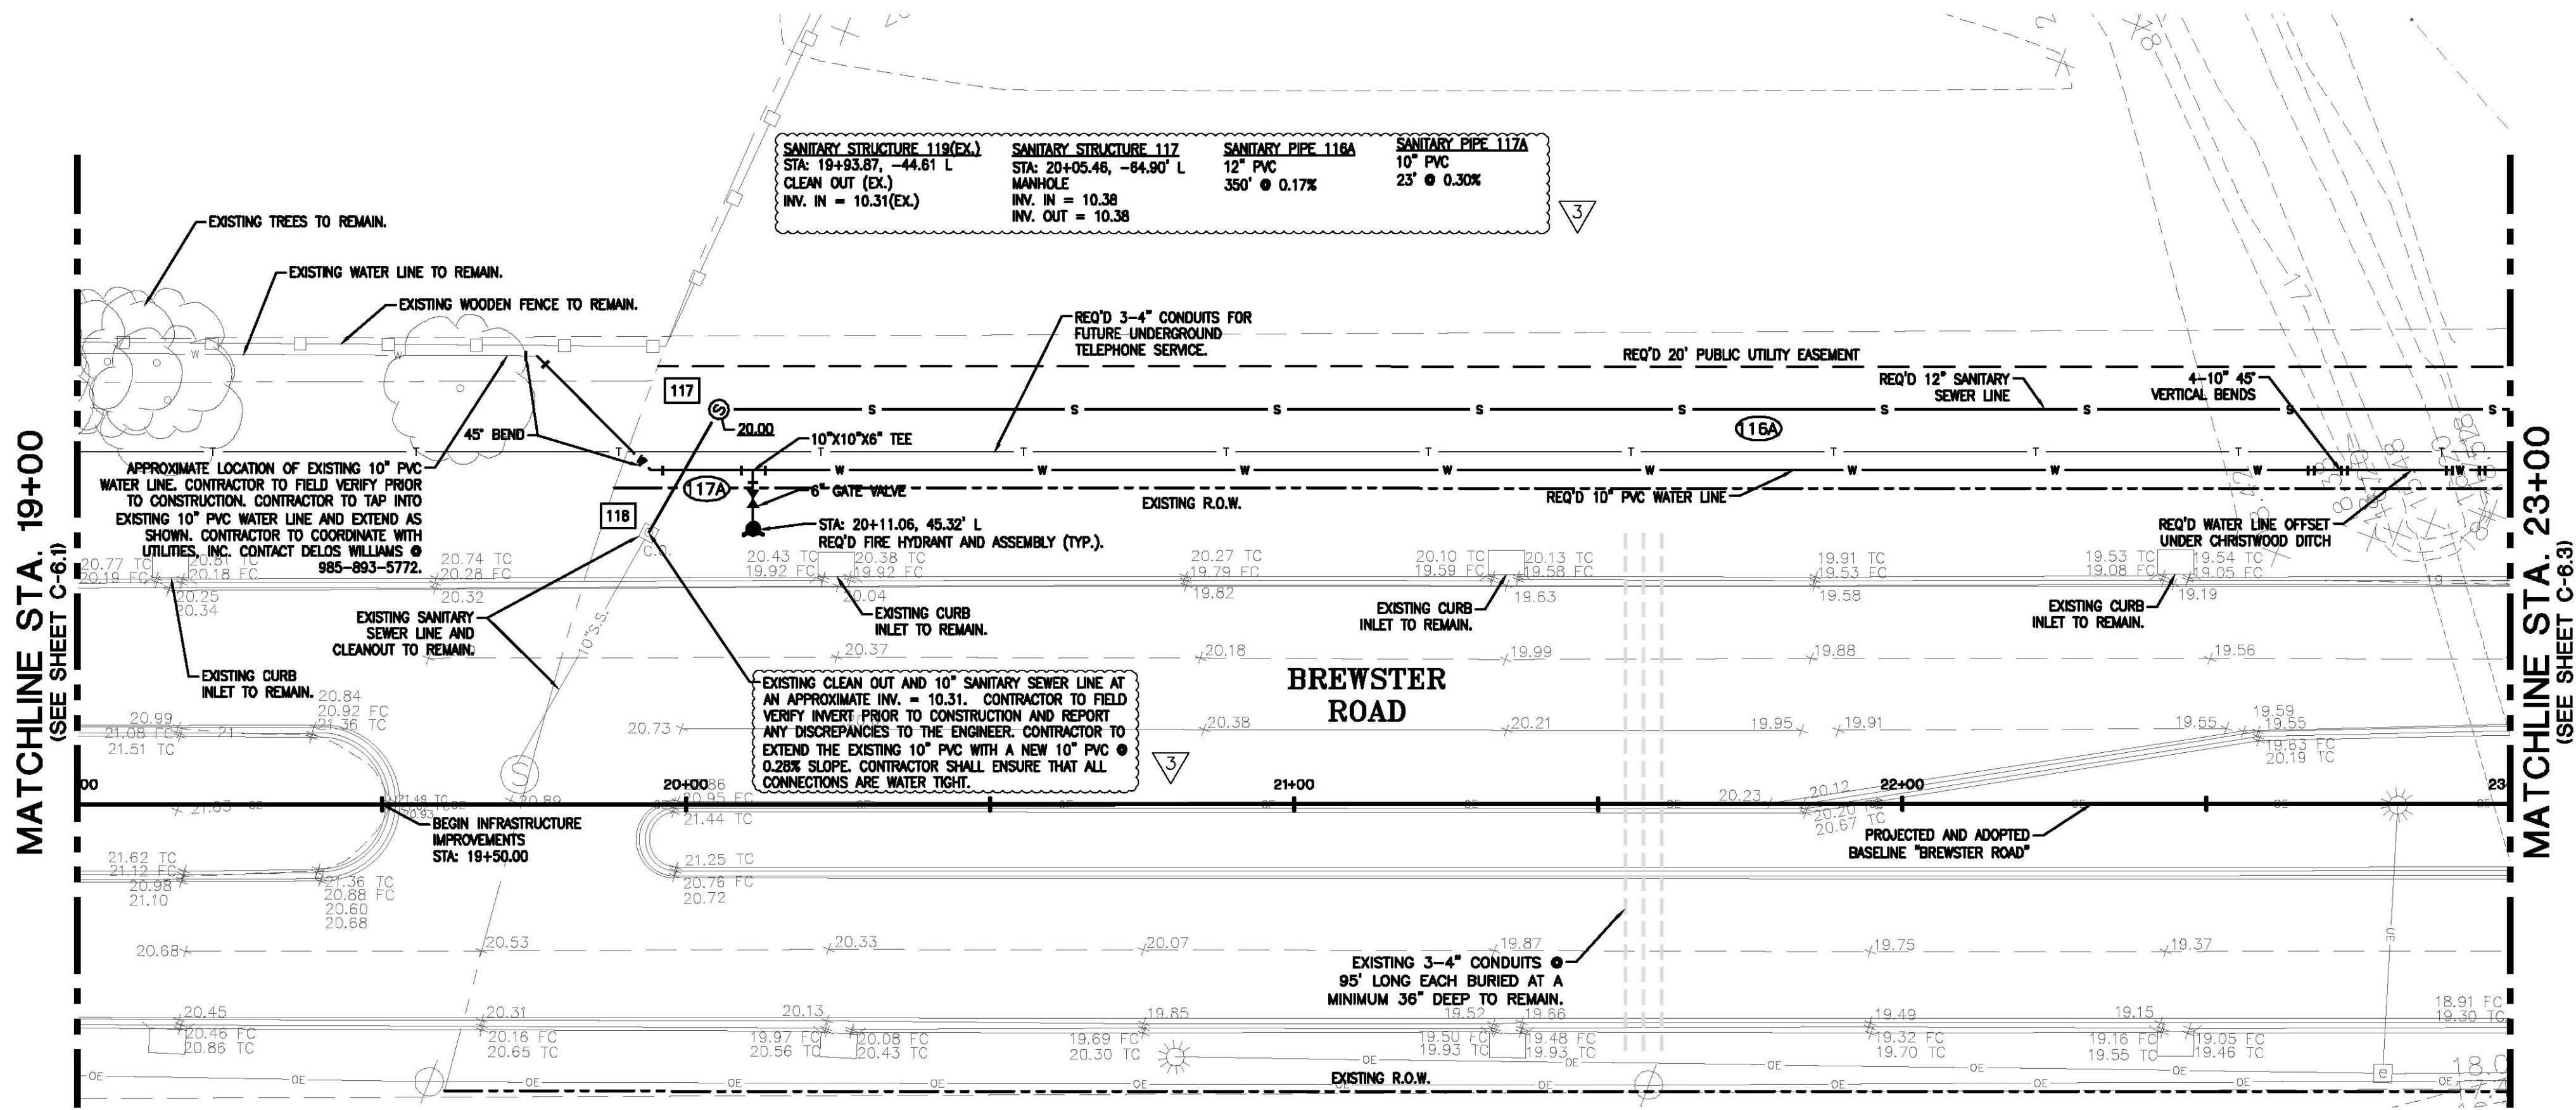 SANITARY STRUCTURE 119(EX.)
STA: 19+93.87, -44.61 L
CLEAN OUT (EX.)
INV. IN = 10.31(EX.)
SANITARY STRUCTURE 117
STA: 20+05.46, -64.90' L
MANHOLE
INV. IN = 10.38
INV. OUT = 10.38
SANITARY PIPE 116A
12" PVC
350' @ 0.17%
SANITARY PIPE 117A
10" PVC
23' @ 0.30%
3
EXISTING TREES TO REMAIN.
EXISTING WATER LINE TO REMAIN.
EXISTING WOODEN FENCE TO REMAIN.
REQ'D 3-4" CONDUITS FOR
FUTURE UNDERGROUND
TELEPHONE SERVICE.
REQ'D 20' PUBLIC UTILITY EASEMENT
REQ'D 12" SANITARY
SEWER LINE
4-10" 45°
VERTICAL BENDS
17
117
20.00
116A
45° BEND
10"X10"X6" TEE
6" GATE VALVE
117A
118
C.O.
STA: 20+11.06, 45.32' L
REQ'D FIRE HYDRANT AND ASSEMBLY (TYP.).
EXISTING R.O.W.
REQ'D 10" PVC WATER LINE
REQ'D WATER LINE OFFSET
UNDER CHRISTWOOD DITCH
APPROXIMATE LOCATION OF EXISTING 10" PVC
WATER LINE. CONTRACTOR TO FIELD VERIFY PRIOR
TO CONSTRUCTION. CONTRACTOR TO TAP INTO
EXISTING 10" PVC WATER LINE AND EXTEND AS
SHOWN. CONTRACTOR TO COORDINATE WITH
UTILITIES, INC. CONTACT DELOS WILLIAMS @
985-893-5772.
MATCHLINE STA. 19+00
(SEE SHEET C-6.1)
MATCHLINE STA. 23+00
(SEE SHEET C-6.3)
20.77 TC
20.19 FC
20.81 TC
20.18 FC
20.25
20.34
20.74 TC
20.28 FC
20.32
20.43 TC
19.92 FC
20.38 TC
19.92 FC
20.04
20.27 TC
19.79 FC
19.82
20.10 TC
19.59 FC
20.13 TC
19.58 FC
19.63
19.91 TC
19.53 FC
19.58
19.53 TC
19.08 FC
19.54 TC
19.05 FC
19.19
19
EXISTING SANITARY
SEWER LINE AND
CLEANOUT TO REMAIN.
10"S.S.
EXISTING CURB
INLET TO REMAIN.
EXISTING CURB
INLET TO REMAIN.
EXISTING CURB
INLET TO REMAIN.
EXISTING CURB
INLET TO REMAIN.
20.37
20.18
19.99
19.88
19.56
BREWSTER
ROAD
EXISTING CLEAN OUT AND 10" SANITARY SEWER LINE AT
AN APPROXIMATE INV. = 10.31. CONTRACTOR TO FIELD
VERIFY INVERT PRIOR TO CONSTRUCTION AND REPORT
ANY DISCREPANCIES TO THE ENGINEER. CONTRACTOR TO
EXTEND THE EXISTING 10" PVC WITH A NEW 10" PVC @
0.28% SLOPE. CONTRACTOR SHALL ENSURE THAT ALL
CONNECTIONS ARE WATER TIGHT.
3
20.99
21.08 FC
21.51 TC
21
20.84
20.92 FC
21.36 TC
20.73
20.38
20.21
19.95
19.91
19.55
19.59
19.55
19.63 FC
20.19 TC
00
20+00
21+00
22+00
23
21.63
21.49 TC
20.93
20.89
20.95 FC
21.44 TC
20.23
20.12
20.20 FC
20.67 TC
BEGIN INFRASTRUCTURE
IMPROVEMENTS
STA: 19+50.00
PROJECTED AND ADOPTED
BASELINE "BREWSTER ROAD"
21.62 TC
21.12 FC
20.98
21.10
21.36 TC
20.88 FC
20.60
20.68
21.25 TC
20.76 FC
20.72
20.68
20.53
20.33
20.07
19.87
19.75
19.37
EXISTING 3-4" CONDUITS @
95' LONG EACH BURIED AT A
MINIMUM 36" DEEP TO REMAIN.
20.45
20.46 FC
20.86 TC
20.31
20.16 FC
20.65 TC
20.13
19.97 FC
20.56 TC
20.08 FC
20.43 TC
19.85
19.69 FC
20.30 TC
19.52
19.50 FC
19.93 TC
19.66
19.48 FC
19.93 TC
19.49
19.32 FC
19.70 TC
19.15
19.16 FC
19.55 TC
19.05 FC
19.46 TC
18.91 FC
19.30 TC
EXISTING R.O.W.